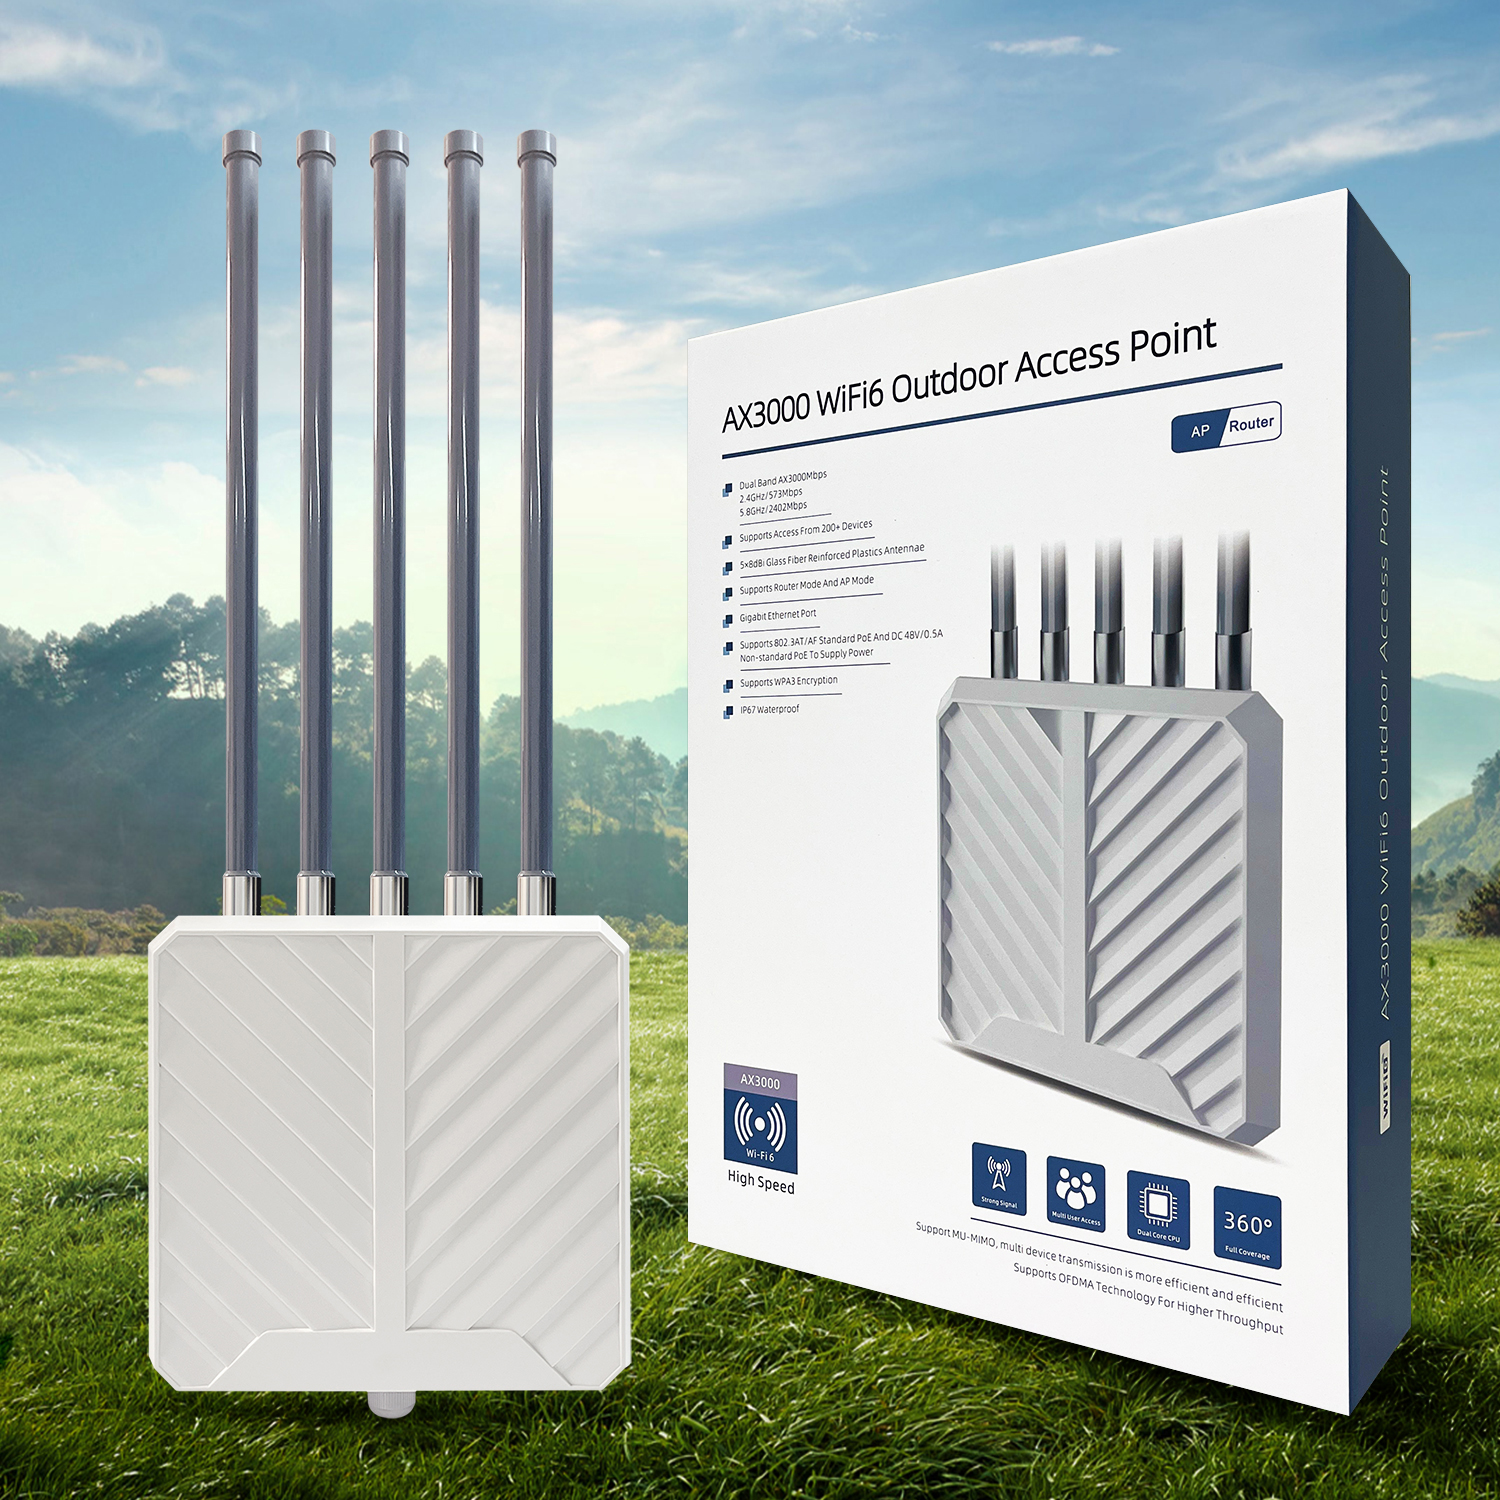 AX3000 WiFi6 Outdoor Access Point
AP Router
Dual Band AX3000Mbps
2.4GHz/573Mbps
5.8GHz/2402Mbps
Supports Access From 200+ Devices
5×8dBi Glass Fiber Reinforced Plastics Antennae
Supports Router Mode And AP Mode
Gigabit Ethernet Port
Supports 802.3AT/AF Standard PoE And DC 48V/0.5A
Non-standard PoE To Supply Power
Supports WPA3 Encryption
IP67 Waterproof
AX3000
Wi-Fi 6
High Speed
Strong Signal
Multi User Access
Dual Core CPU
360°
Full Coverage
Support MU-MIMO, multi device transmission is more efficient and efficient
Supports OFDMA Technology For Higher Throughput
WiFi6 AX3000 WiFi6 Outdoor Access Point